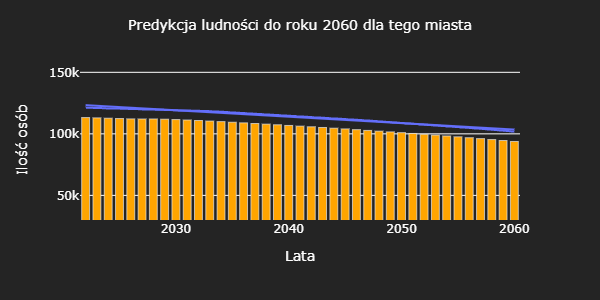 Predykcja ludności do roku 2060 dla tego miasta
150k
100k
50k
Ilość osób
2030
2040
2050
2060
Lata